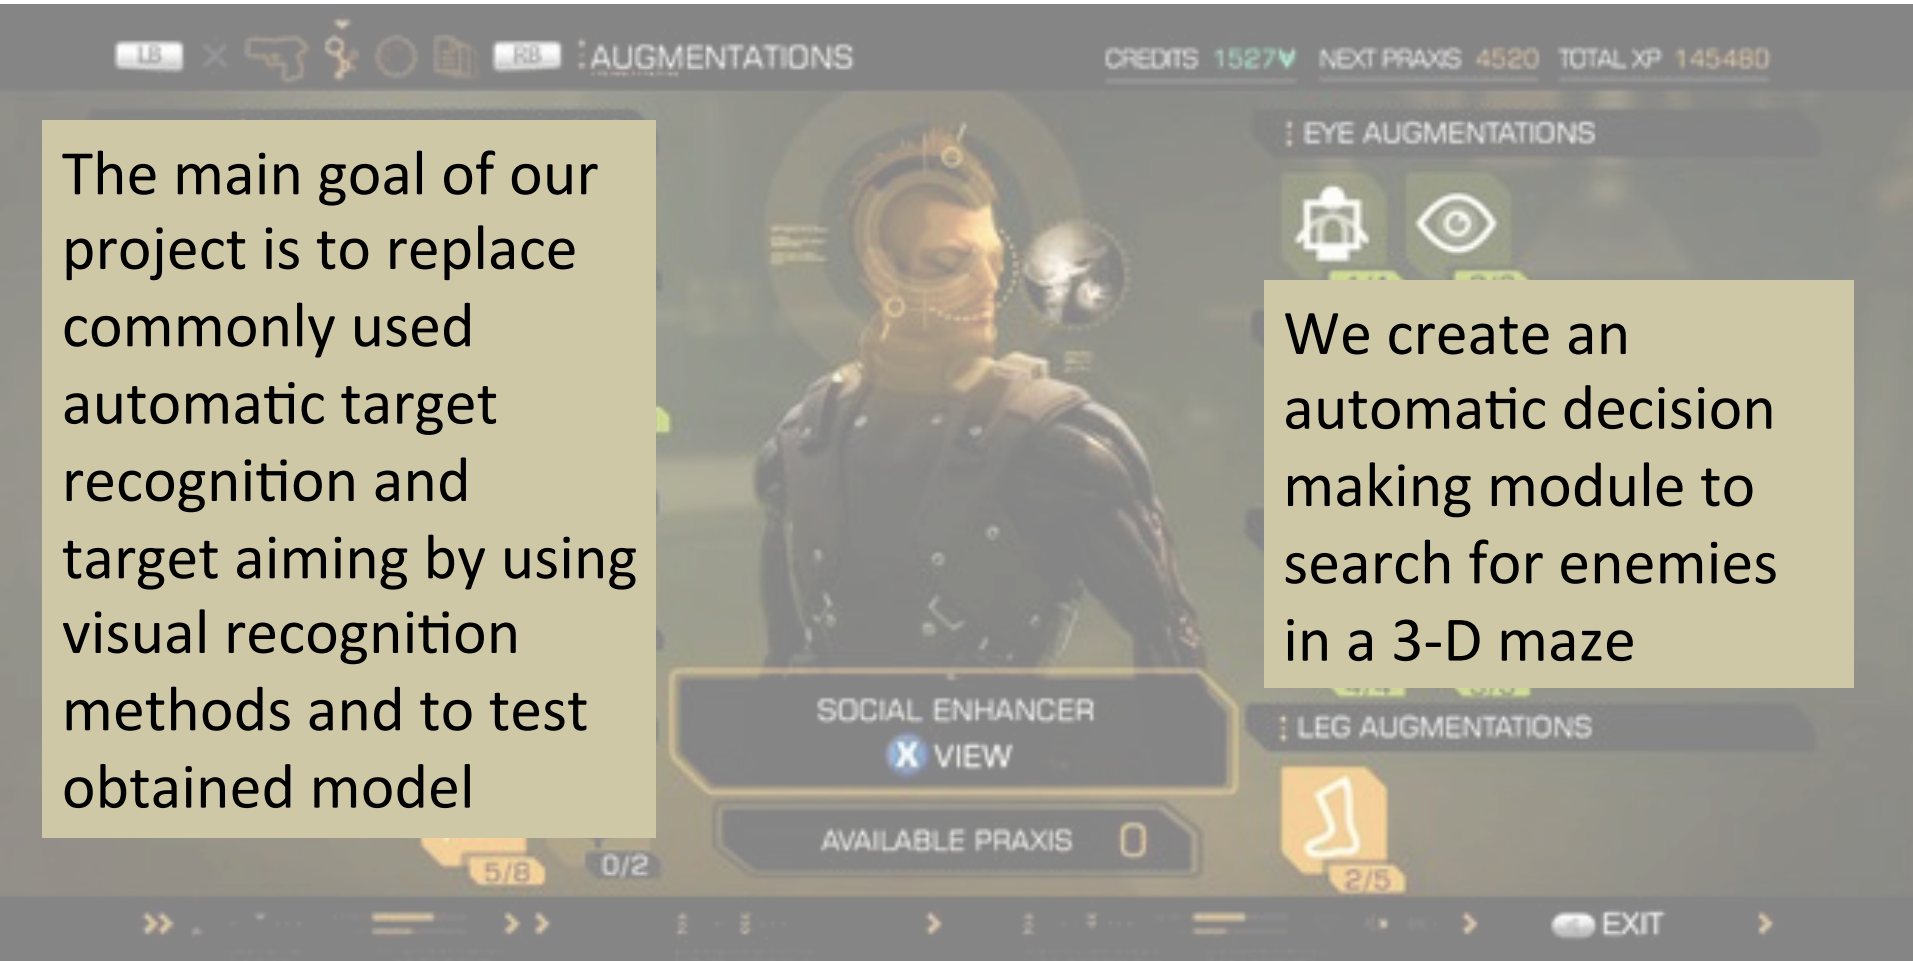 LB
RB
AUGMENTATIONS
CREDITS 1527
NEXT PRAXIS 4520
TOTAL XP 145480
The main goal of our
project is to replace
commonly used
automatic target
recognition and
target aiming by using
visual recognition
methods and to test
obtained model
EYE AUGMENTATIONS
We create an
automatic decision
making module to
search for enemies
in a 3-D maze
SOCIAL ENHANCER
X VIEW
AVAILABLE PRAXIS 0
LEG AUGMENTATIONS
5/8
0/2
2/5
EXIT